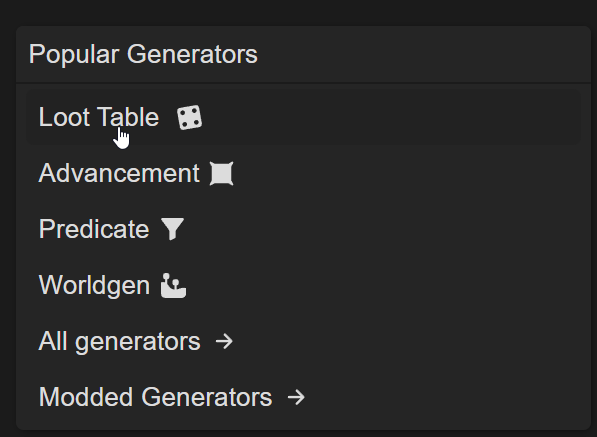 Popular Generators
Loot Table
Advancement
Predicate
Worldgen
All generators
Modded Generators